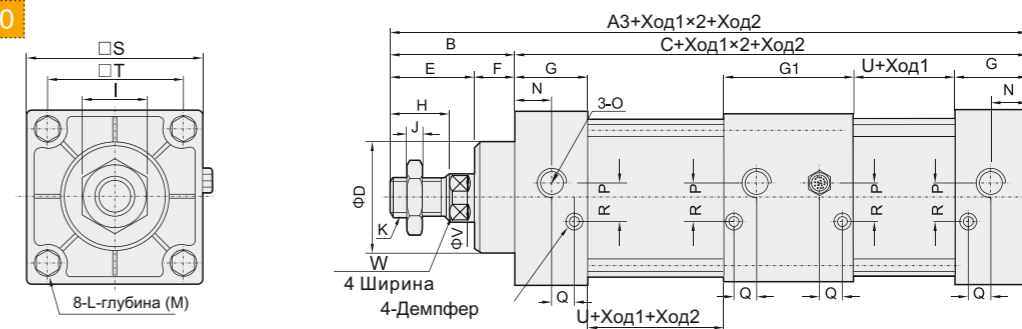 0
□S
□T
I
8-L-глубина (M)
A3+Ход1×2+Ход2
B
C+Ход1×2+Ход2
E
F
G
G1
U+Ход1
G
N
N
H
3-O
J
ΦD
P
P
P
P
R
R
R
R
K
ΦV
W
4 Ширина
4-Демпфер
Q
Q
Q
Q
U+Ход1+Ход2